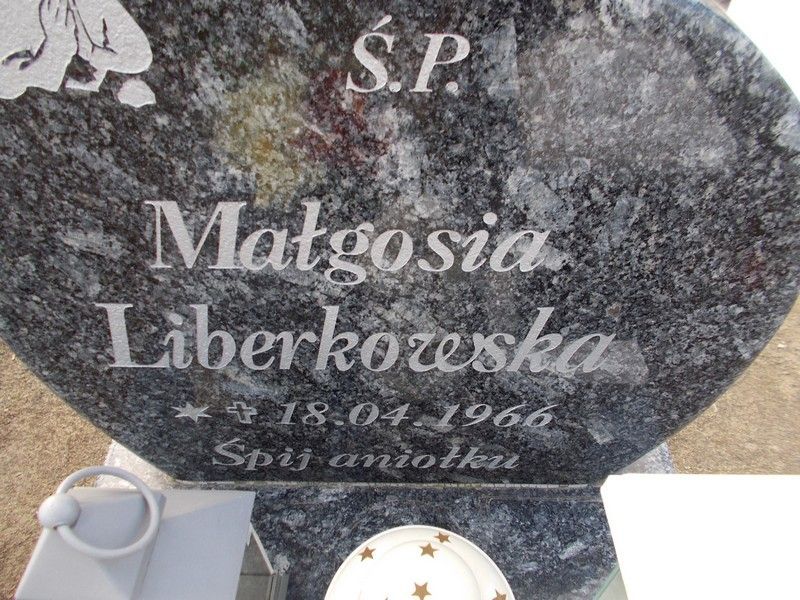 Ś.P.
Małgosia
Liberkowska
* ✝ 18.04.1966
Śpij aniołku